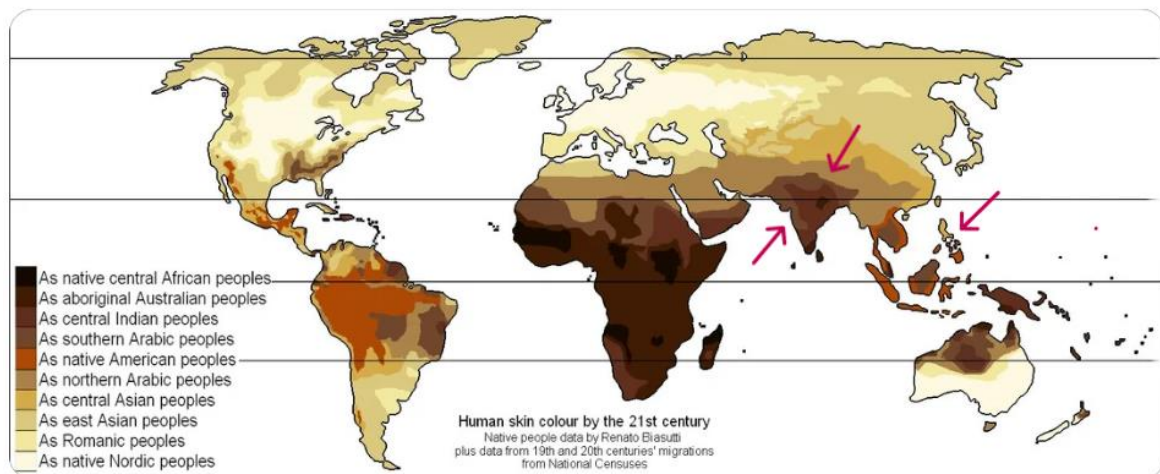 As native central African peoples
As aboriginal Australian peoples
As central Indian peoples
As southern Arabic peoples
As native American peoples
As northern Arabic peoples
As central Asian peoples
As east Asian peoples
As Romanic peoples
As native Nordic peoples
Human skin colour by the 21st century
Native people data by Renato Biasutti
plus data from 19th and 20th centuries' migrations
from National Censuses